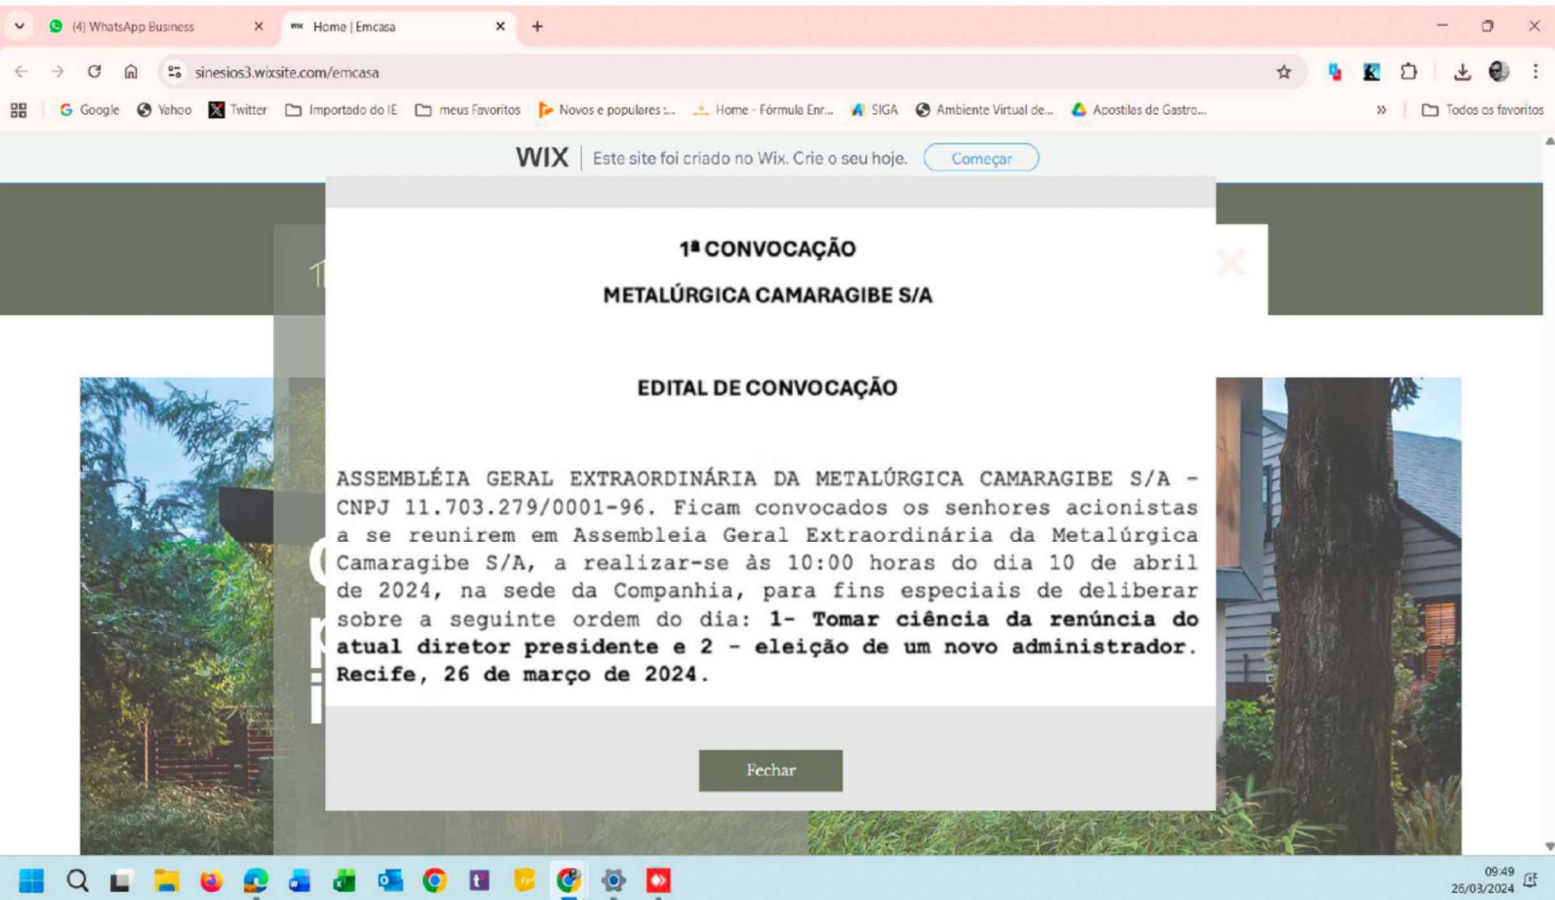 (4) WhatsApp Business
WIX Home | Emcasa
sinesios3.wixsite.com/emcasa
Google Yahoo Twitter Importado do IE meus Favoritos Novos e populares :... Home - Fórmula Enr... SIGA Ambiente Virtual de... Apostilas de Gastro... » Todos os favoritos
WIX Este site foi criado no Wix. Crie o seu hoje. Começar
1ª CONVOCAÇÃO
METALÚRGICA CAMARAGIBE S/A
EDITAL DE CONVOCAÇÃO
ASSEMBLÉIA GERAL EXTRAORDINÁRIA DA METALÚRGICA CAMARAGIBE S/A –
CNPJ 11.703.279/0001-96. Ficam convocados os senhores acionistas
a se reunirem em Assembleia Geral Extraordinária da Metalúrgica
Camaragibe S/A, a realizar-se às 10:00 horas do dia 10 de abril
de 2024, na sede da Companhia, para fins especiais de deliberar
sobre a seguinte ordem do dia: 1- Tomar ciência da renúncia do
atual diretor presidente e 2 - eleição de um novo administrador.
Recife, 26 de março de 2024.
Fechar
09:49
26/03/2024